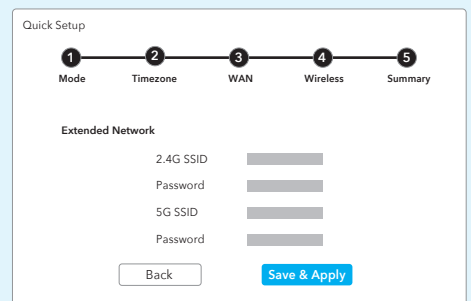 Quick Setup
1 2 3 4 5
Mode Timezone WAN Wireless Summary
Extended Network
2.4G SSID
Password
5G SSID
Password
Back Save & Apply